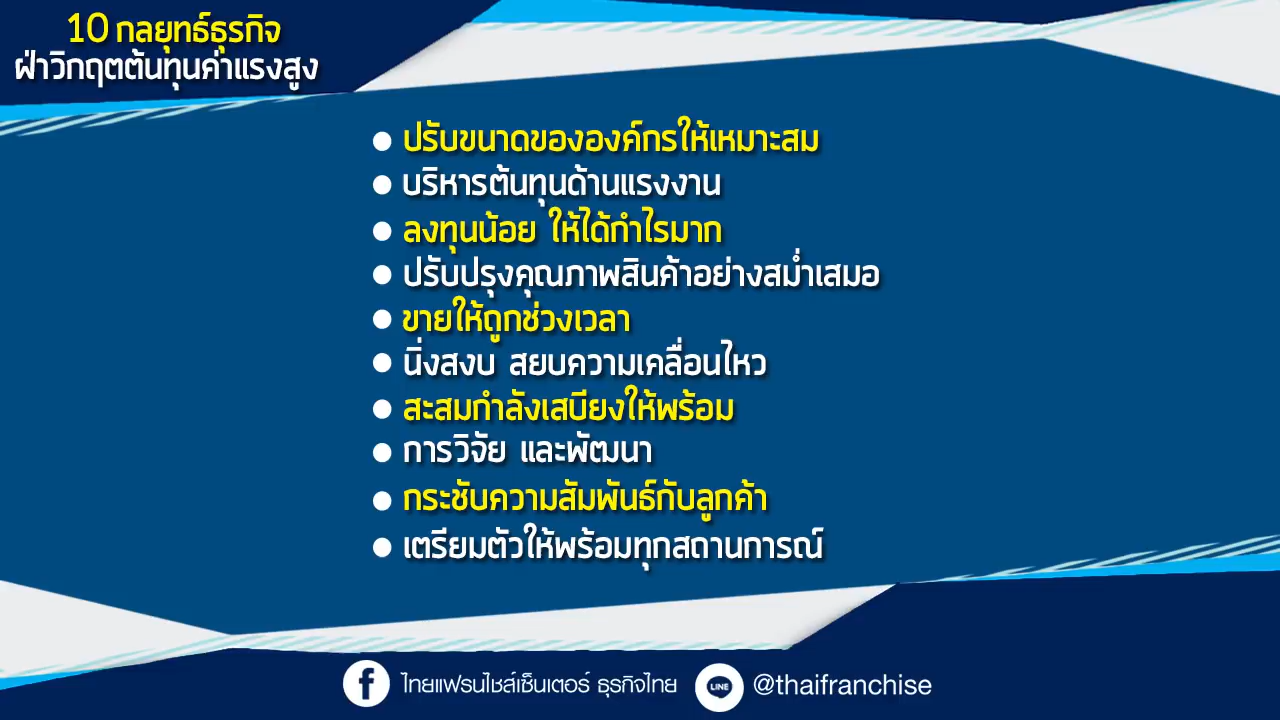 10 กลยุทธ์ธุรกิจ
ฝ่าวิกฤตต้นทุนค่าแรงสูง
ปรับขนาดขององค์กรให้เหมาะสม
บริหารต้นทุนด้านแรงงาน
ลงทุนน้อย ให้ได้กำไรมาก
ปรับปรุงคุณภาพสินค้าอย่างสม่ำเสมอ
ขายให้ถูกช่วงเวลา
นิ่งสงบ สยบความเคลื่อนไหว
สะสมกำลังเสบียงให้พร้อม
การวิจัย และพัฒนา
กระชับความสัมพันธ์กับลูกค้า
เตรียมตัวให้พร้อมทุกสถานการณ์
ไทยแฟรนไชส์เซ็นเตอร์ ธุรกิจไทย LINE @thaifranchise